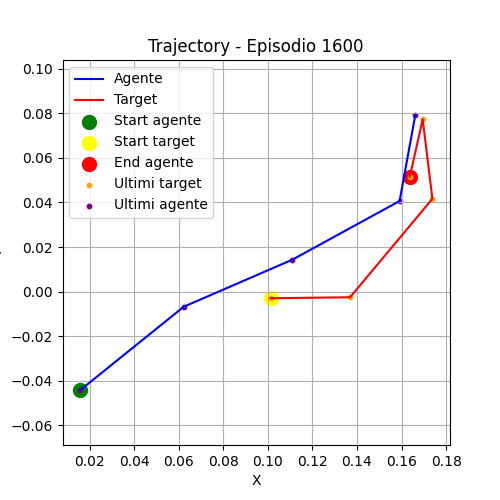 Trajectory - Episodio 1600
0.10
0.08
0.06
0.04
0.02
0.00
−0.02
−0.04
−0.06
Agente
Target
Start agente
Start target
End agente
Ultimi target
Ultimi agente
0.02 0.04 0.06 0.08 0.10 0.12 0.14 0.16 0.18
X